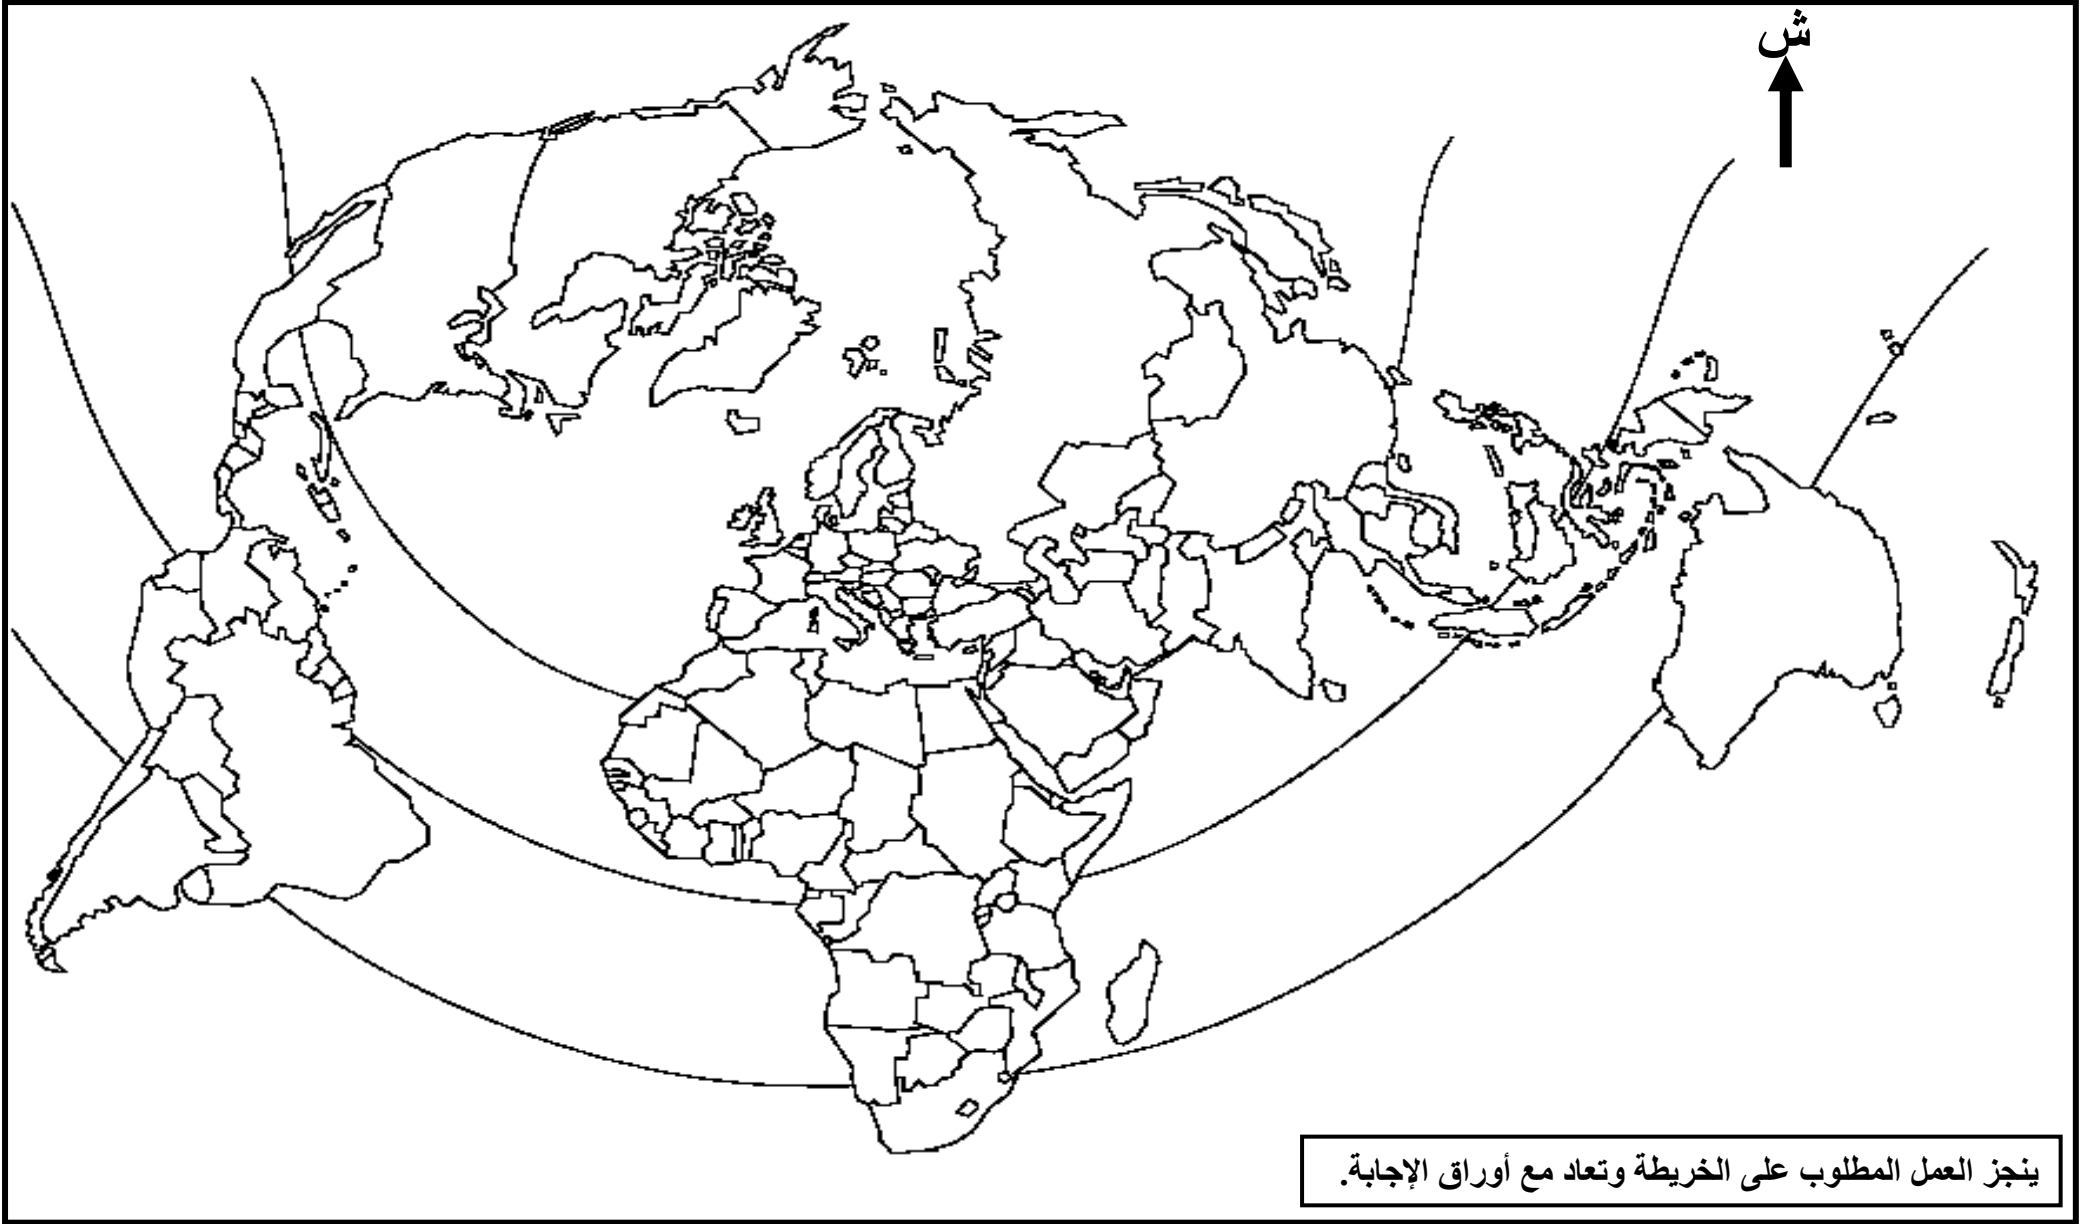 ش
ينجز العمل المطلوب على الخريطة وتعاد مع أوراق الإجابة.